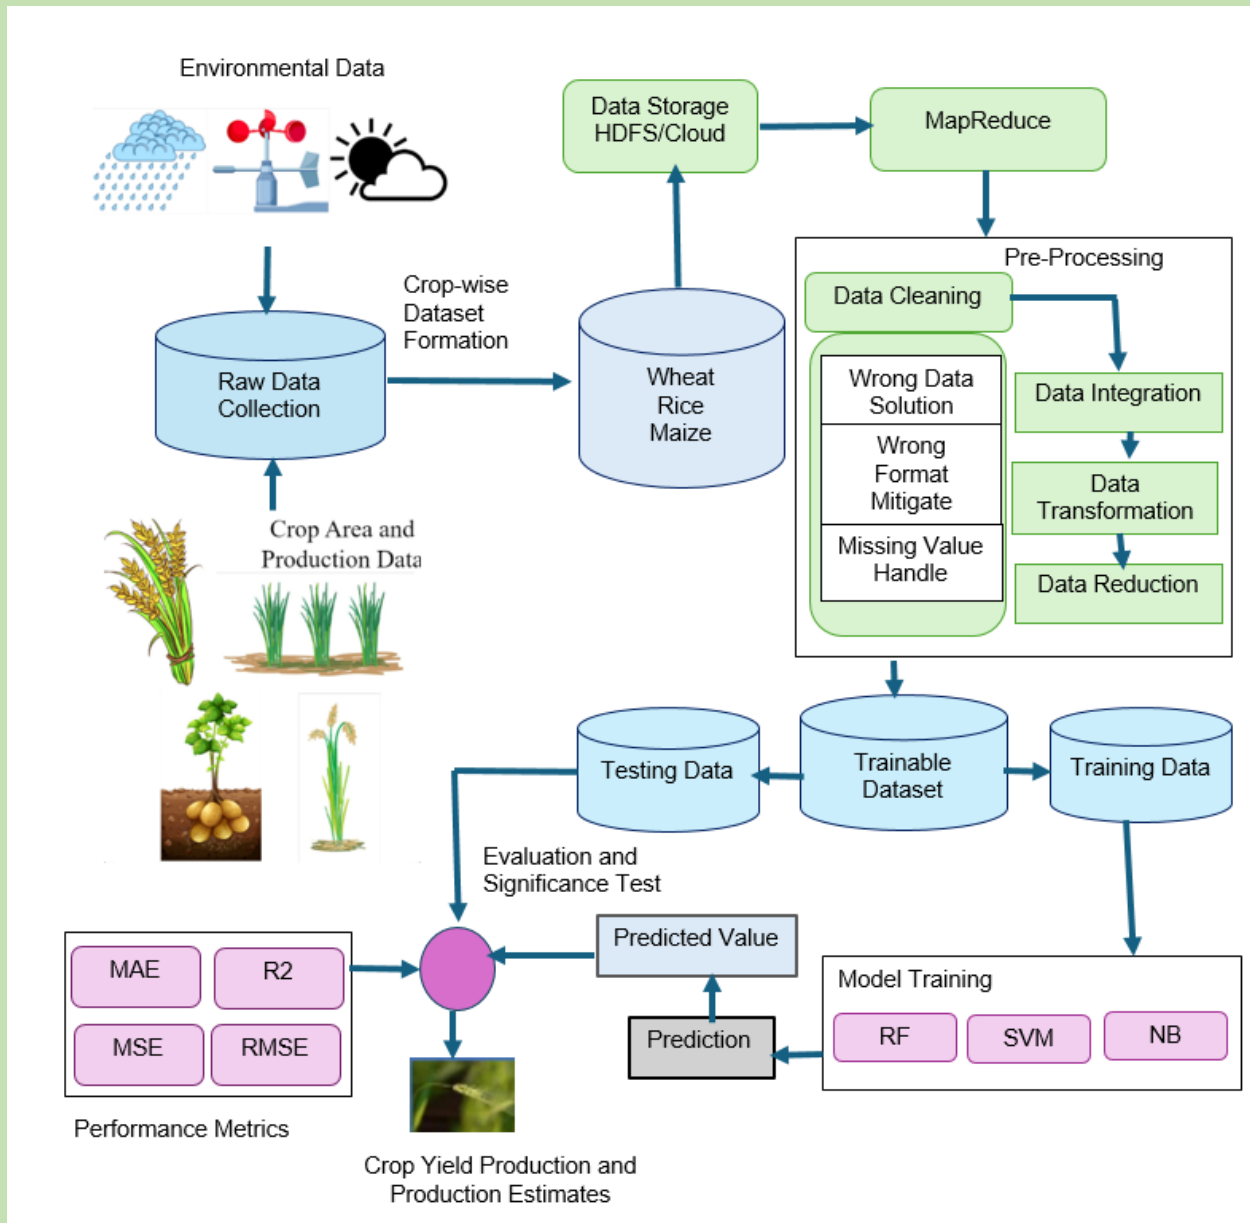 Environmental Data
Data Storage
HDFS/Cloud
MapReduce
Crop-wise
Dataset
Formation
Raw Data
Collection
Wheat
Rice
Maize
Crop Area and
Production Data
Pre-Processing
Data Cleaning
Wrong Data
Solution
Wrong
Format
Mitigate
Missing Value
Handle
Data Integration
Data
Transformation
Data Reduction
Testing Data
Trainable
Dataset
Training Data
Evaluation and
Significance Test
Predicted Value
Prediction
Model Training
RF
SVM
NB
MAE
R2
MSE
RMSE
Performance Metrics
Crop Yield Production and
Production Estimates